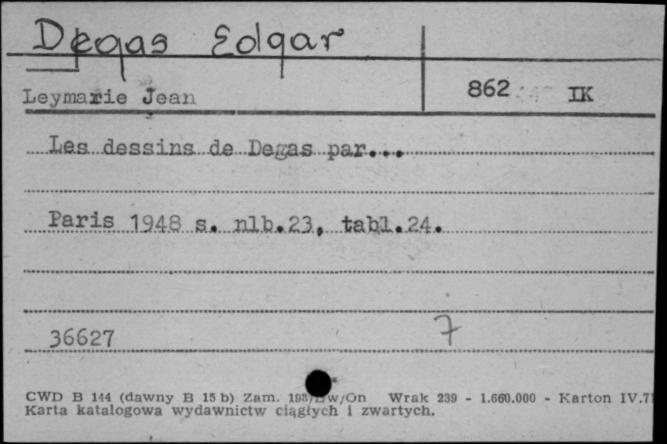 Degas Edgar
Leymarie Jean
862 IK
Les dessins de Degas par...
Paris 1948 s. nlb.23, tabl.24.
36627
7
CWD B 144 (dawny B 15 b) Zam. w/On Wrak 239 - 1.660.000 - Karton IV.71
Karta katalogowa wydawnictw ciągłych i zwartych.